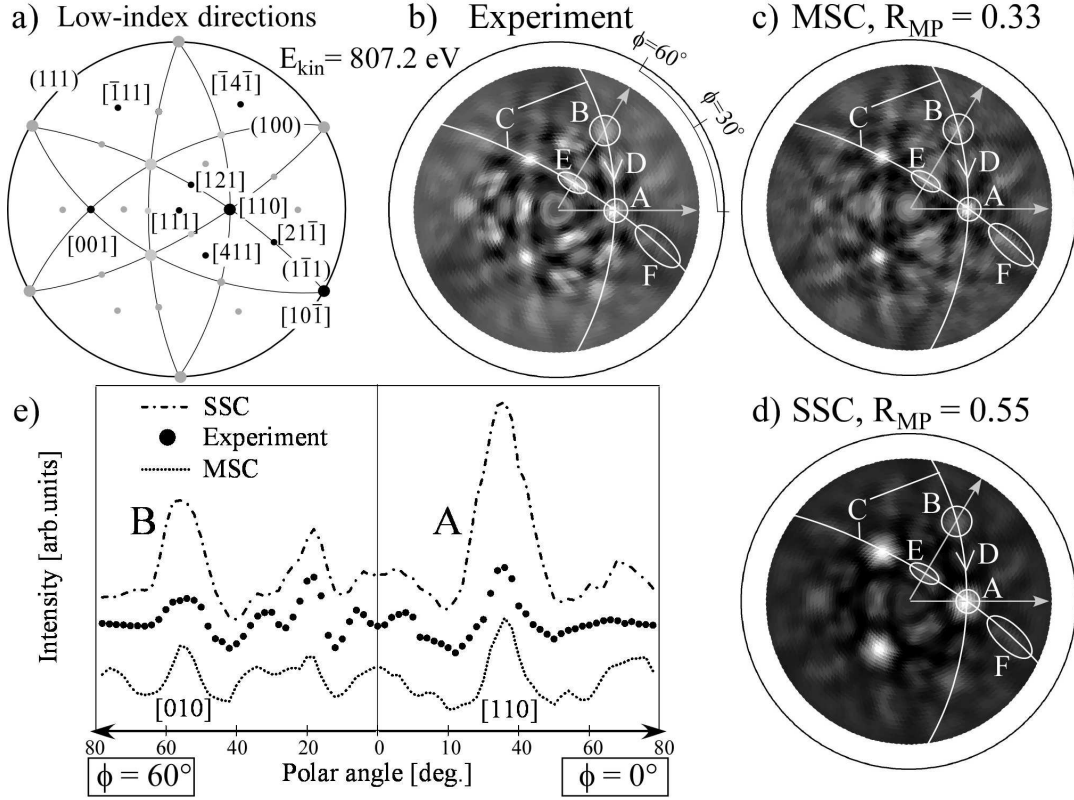 a) Low-index directions
E_kin = 807.2 eV
(111)
[1̄11]
[1̄41̄]
(100)
[121]
[110]
[001]
[11̄1]
[211̄]
[411]
(11̄1)
[101̄]
b) Experiment
ϕ=60°
ϕ=30°
B
C
E
D
A
F
c) MSC, R_MP = 0.33
B
C
E
D
A
F
d) SSC, R_MP = 0.55
B
C
E
D
A
F
e)
SSC
Experiment
MSC
B
A
Intensity [arb.units]
[010]
[110]
80 60 40 20 0 10 20 40 60 80
Polar angle [deg.]
ϕ = 60°
ϕ = 0°